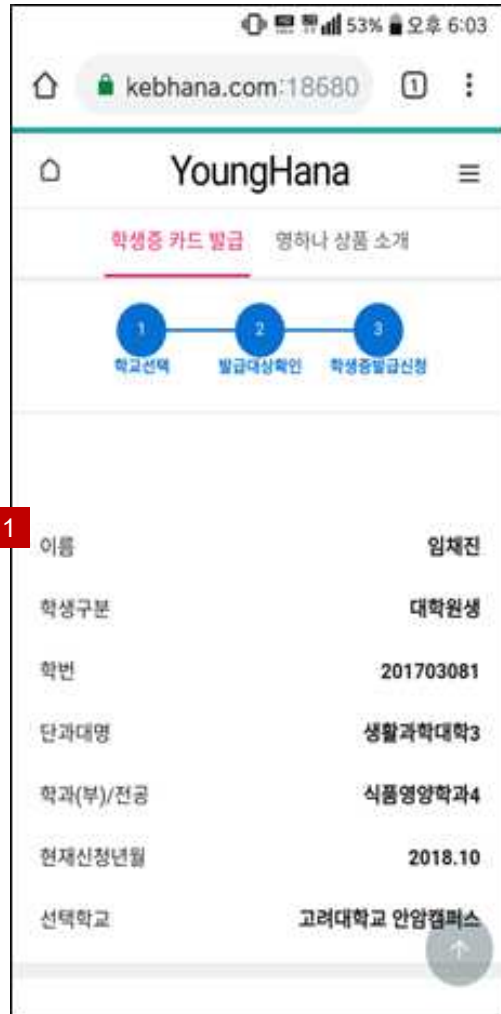 53% 오후 6:03
kebhana.com:18680 1
YoungHana
학생증 카드 발급 영하나 상품 소개
1 2 3
학교선택 발급대상확인 학생증발급신청
1
이름 임채진
학생구분 대학원생
학번 201703081
단과대명 생활과학대학3
학과(부)/전공 식품영양학과4
현재신청년월 2018.10
선택학교 고려대학교 안암캠퍼스